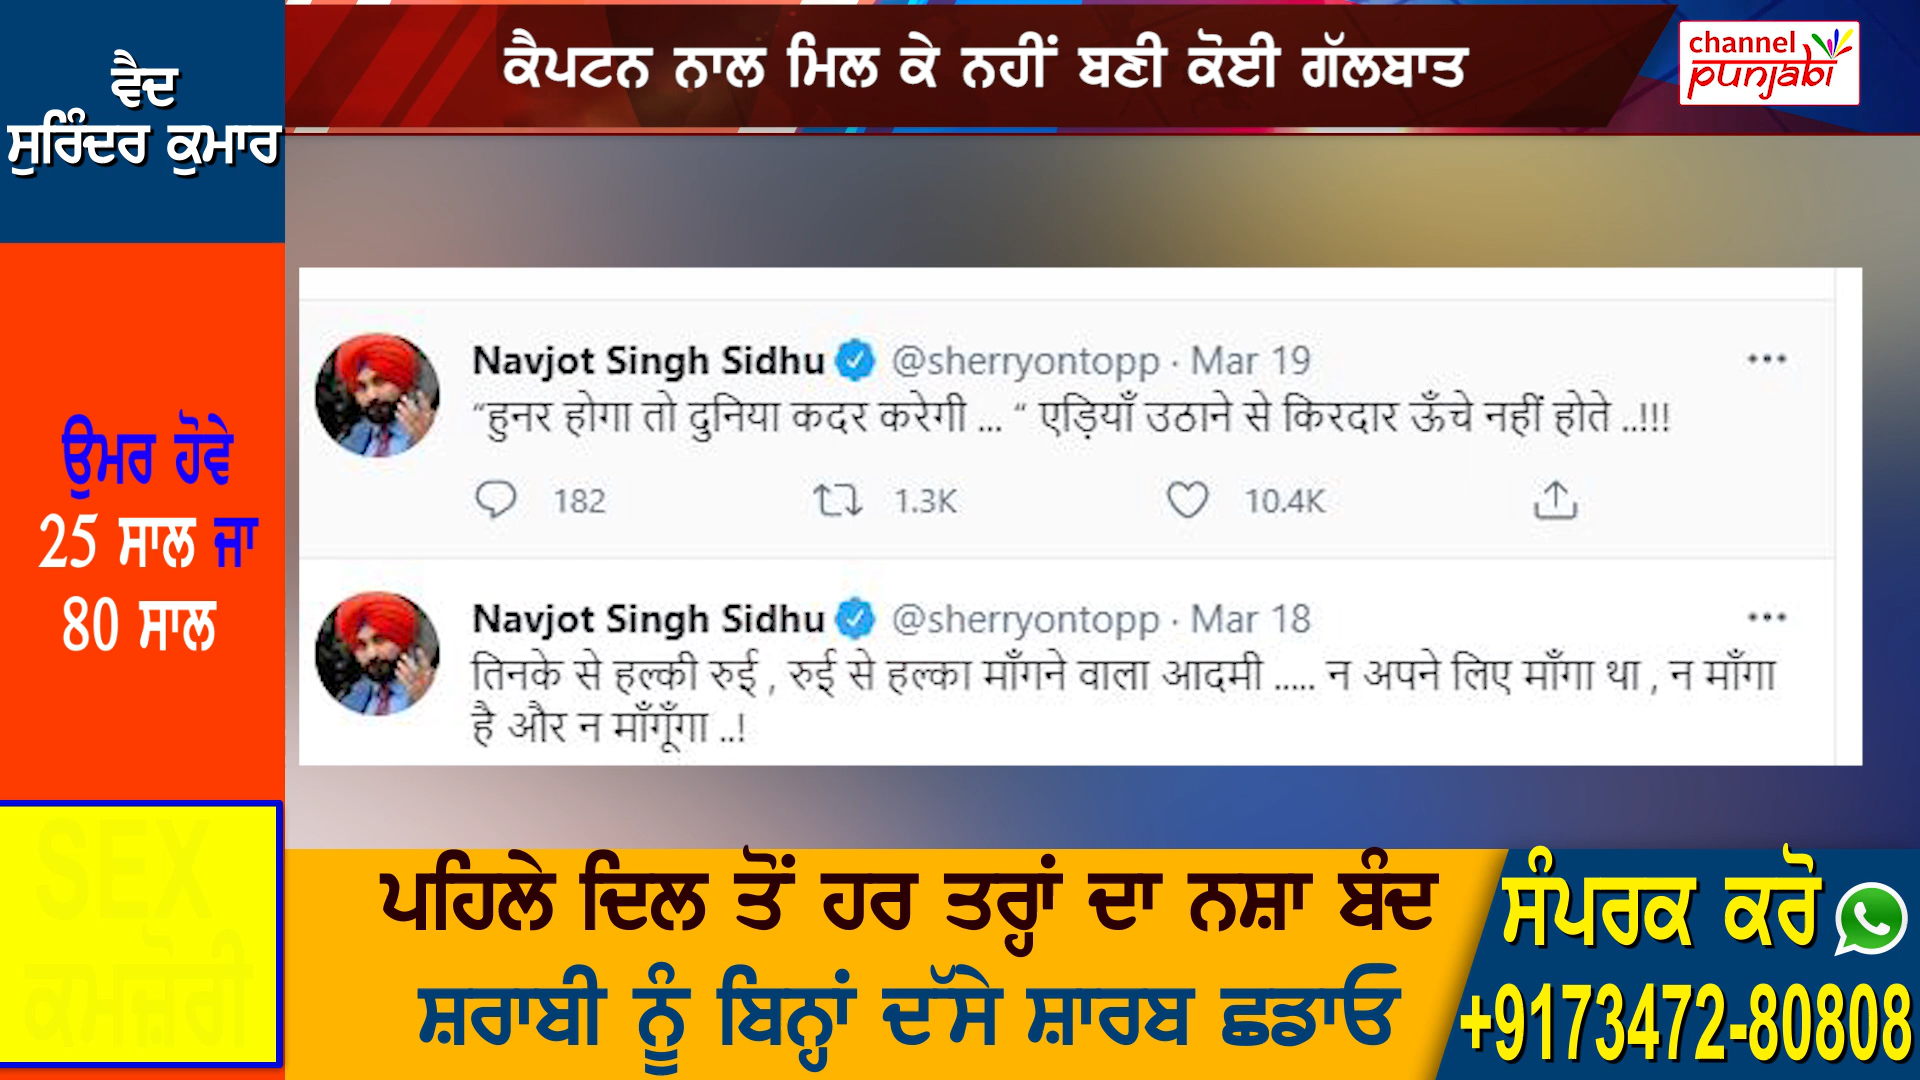 ਵੈਦ
ਸੁਰਿੰਦਰ ਕੁਮਾਰ
ਕੈਪਟਨ ਨਾਲ ਮਿਲ ਕੇ ਨਹੀਂ ਬਣੀ ਕੋਈ ਗੱਲਬਾਤ
channel
punjabi
Navjot Singh Sidhu @sherryontopp · Mar 19
“हुनर होगा तो दुनिया कदर करेगी ... “ एड़ियाँ उठाने से किरदार ऊँचे नहीं होते ..!!!
182 1.3K 10.4K
Navjot Singh Sidhu @sherryontopp · Mar 18
तिनके से हल्की रुई , रुई से हल्का माँगने वाला आदमी ..... न अपने लिए माँगा था , न माँगा
है और न माँगूँगा ..!
ਉਮਰ ਹੋਂਵੇ
25 ਸਾਲ ਜਾ
80 ਸਾਲ
SEX
ਕਮਜ਼ੋਰੀ
ਪਹਿਲੇ ਦਿਲ ਤੋਂ ਹਰ ਤਰ੍ਹਾਂ ਦਾ ਨਸ਼ਾ ਬੰਦ
ਸ਼ਰਾਬੀ ਨੂੰ ਬਿਨ੍ਹਾਂ ਦੱਸੇ ਸ਼ਾਰਬ ਛਡਾਓ
ਸੰਪਰਕ ਕਰੋ
+9173472-80808